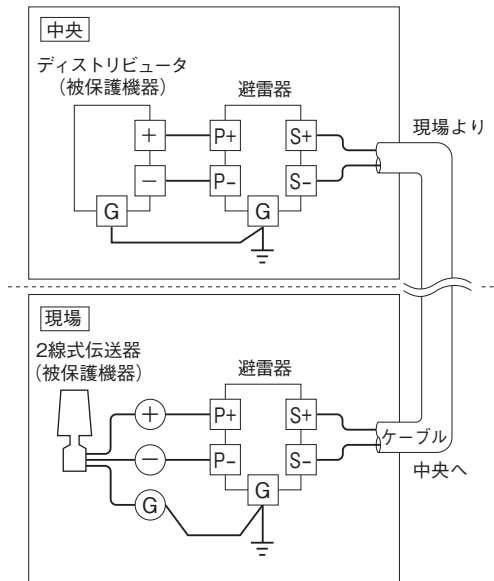 中央
ディストリビュータ
(被保護機器)
避雷器
現場より
+ P+ S+
− P− S−
G G
現場
2線式伝送器
(被保護機器)
避雷器
+ P+ S+
− P− S−
ケーブル
中央へ
G G